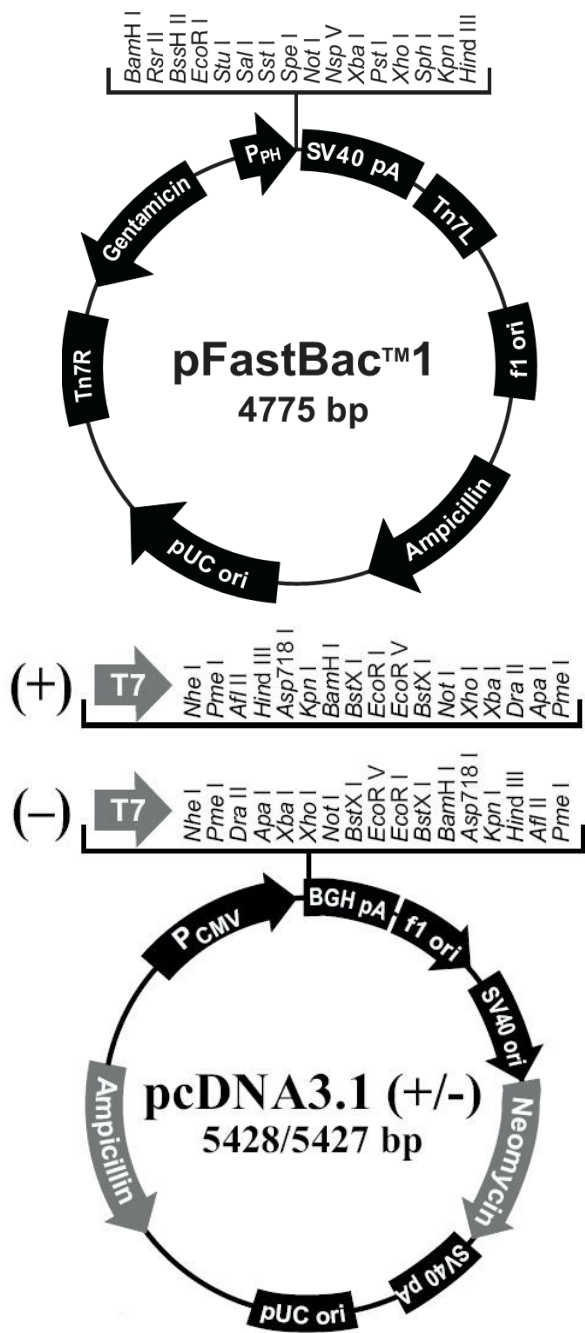 BamH I
Rsr II
BssH II
EcoR I
Stu I
Sal I
Sst I
Spe I
Not I
Nsp V
Xba I
Pst I
Xho I
Sph I
Kpn I
Hind III
PPH
SV40 pA
Tn7L
f1 ori
Ampicillin
pUC ori
Tn7R
Gentamicin
pFastBac™1
4775 bp
(+)
T7
Nhe I
Pme I
Afl II
Hind III
Asp718 I
Kpn I
BamH I
BstX I
EcoR I
EcoR V
BstX I
Not I
Xho I
Xba I
Dra II
Apa I
Pme I
(−)
T7
Nhe I
Pme I
Dra II
Apa I
Xba I
Xho I
Not I
BstX I
EcoR V
EcoR I
BstX I
BamH I
Asp718 I
Kpn I
Hind III
Afl II
Pme I
PCMV
BGH pA
f1 ori
SV40 ori
Neomycin
SV40 pA
pUC ori
Ampicillin
pcDNA3.1 (+/-)
5428/5427 bp